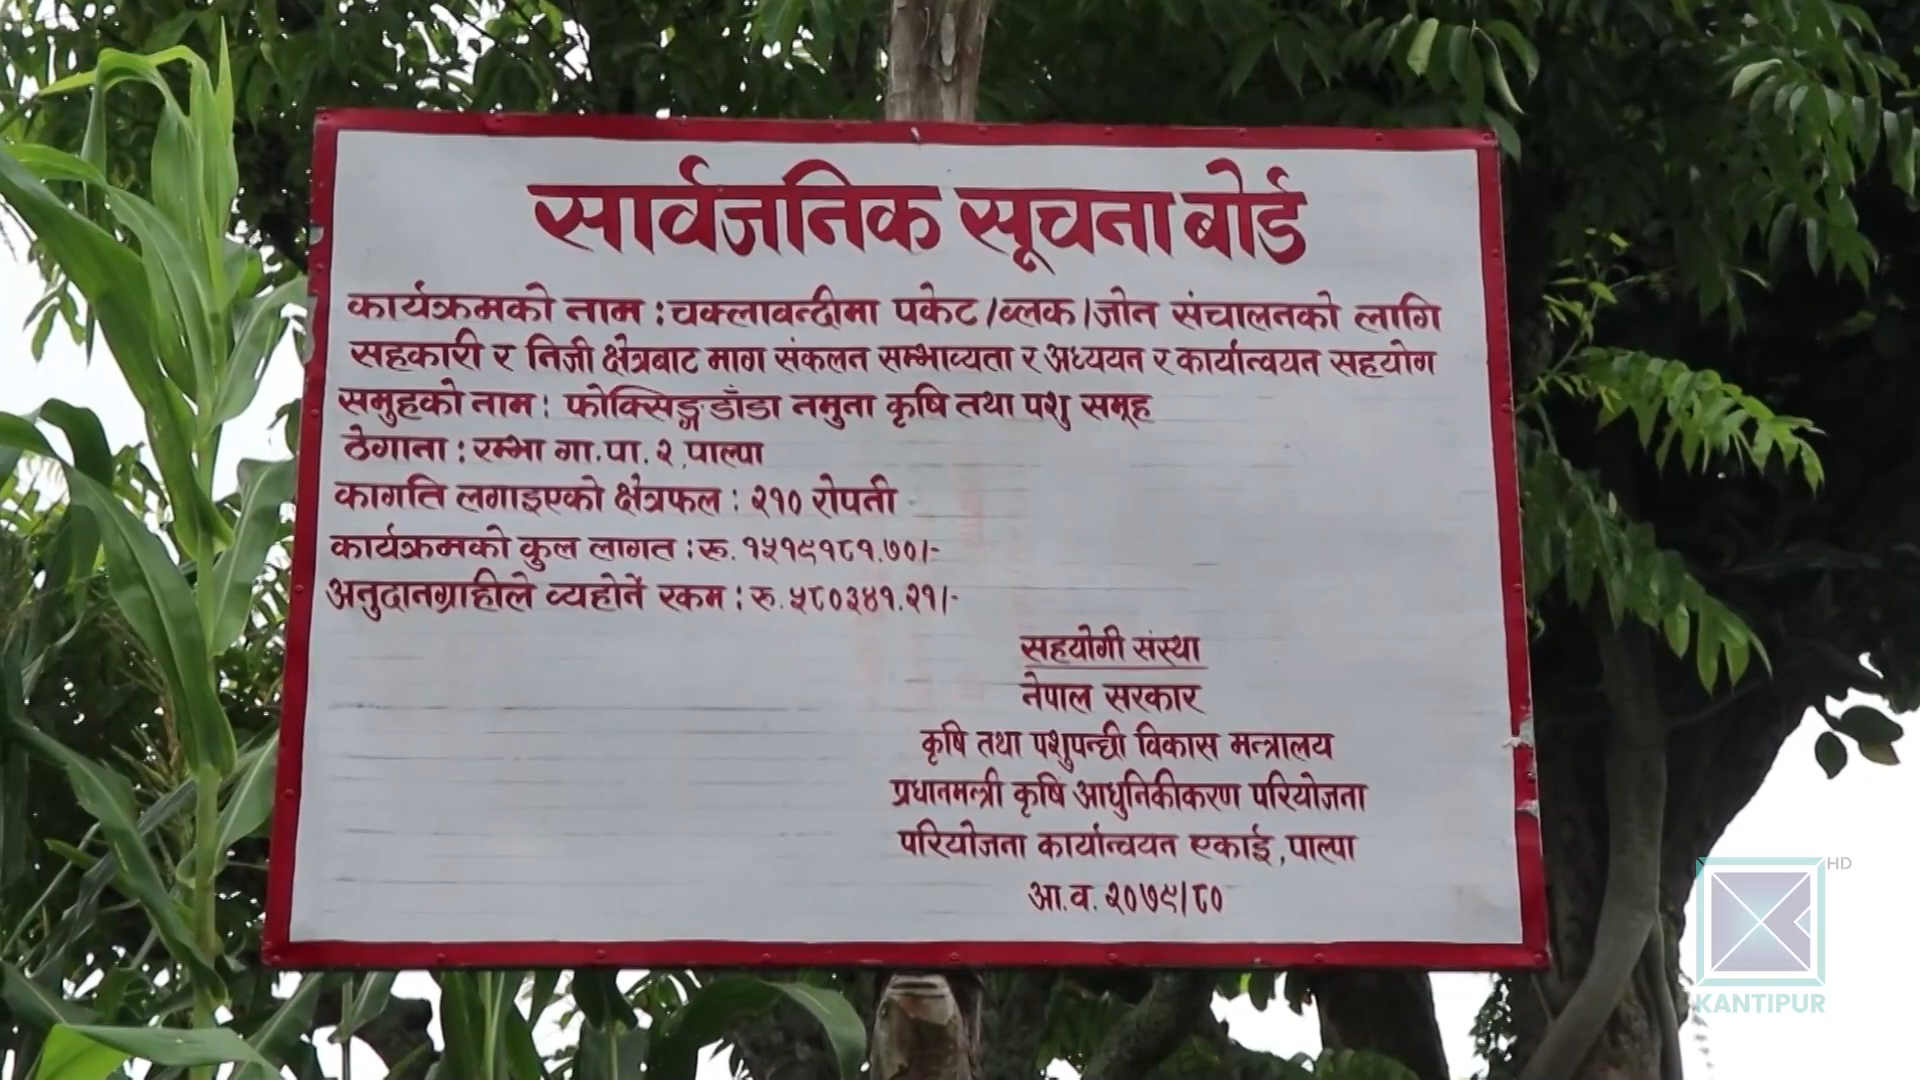 सार्वजनिक सूचना बोर्ड
कार्यक्रमको नाम : चक्लाबन्दीमा पकेट/ब्लक/जोन संचालनको लागि
सहकारी र निजी क्षेत्रबाट माग संकलन सम्भाव्यता र अध्ययन र कार्यान्वयन सहयोग
समुहको नाम : फोक्सिङ्गडाँडा नमुना कृषि तथा पशु समूह
ठेगाना : रम्भा गा.पा. २, पाल्पा
कागति लगाइएको क्षेत्रफल : २१० रोपनी
कार्यक्रमको कुल लागत : रू. १५१९१८१.७०/-
अनुदानग्राहीले व्यहोर्ने रकम : रु. ५८०३४१.२१/-
सहयोगी संस्था
नेपाल सरकार
कृषि तथा पशुपन्छी विकास मन्त्रालय
प्रधानमन्त्री कृषि आधुनिकीकरण परियोजना
परियोजना कार्यान्वयन एकाई, पाल्पा
आ.व. २०७९/८०
HD
KANTIPUR